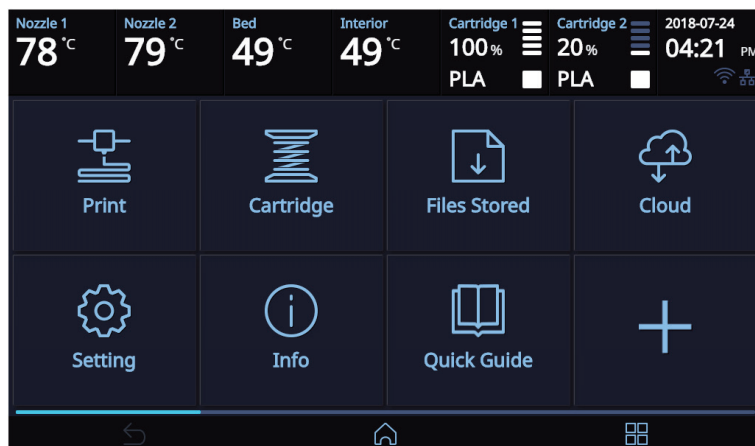 Nozzle 1
78 °C
Nozzle 2
79 °C
Bed
49 °C
Interior
49 °C
Cartridge 1
100 %
PLA
Cartridge 2
20 %
PLA
2018-07-24
04:21 PM
Print
Cartridge
Files Stored
Cloud
Setting
Info
Quick Guide